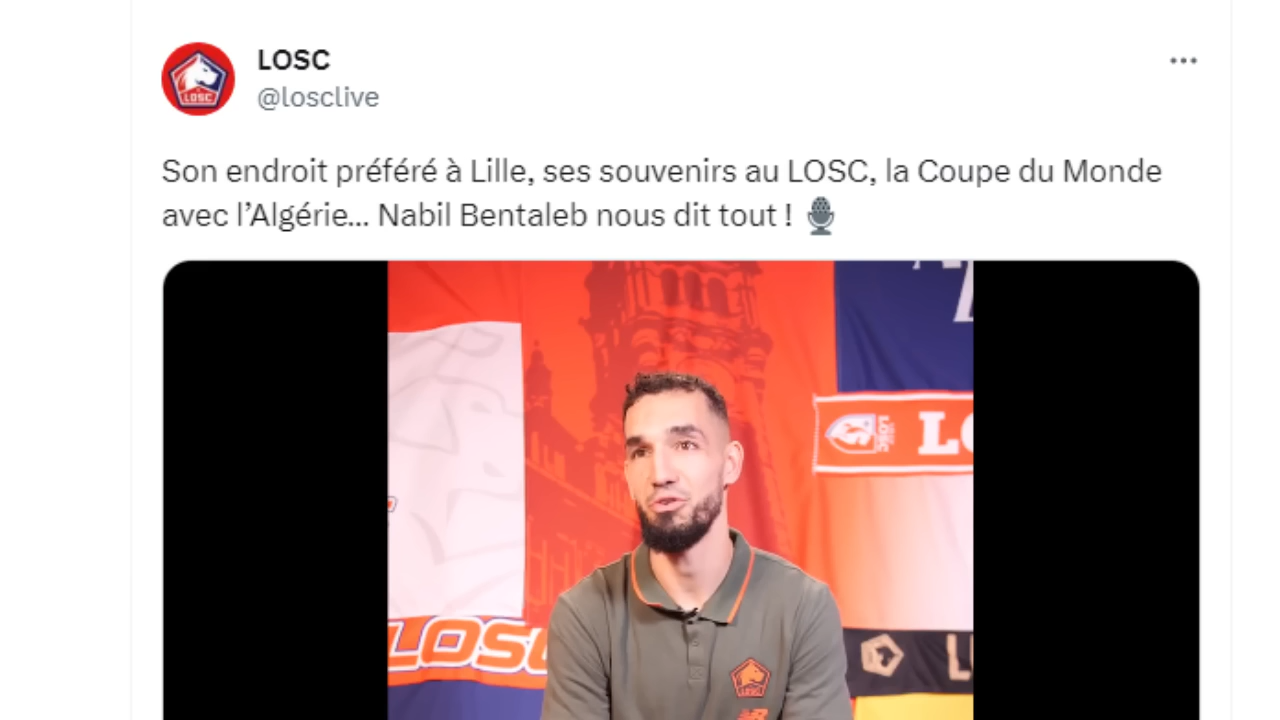 LOSC
@losclive
Son endroit préféré à Lille, ses souvenirs au LOSC, la Coupe du Monde
avec l’Algérie... Nabil Bentaleb nous dit tout !
LOSC
LOSC